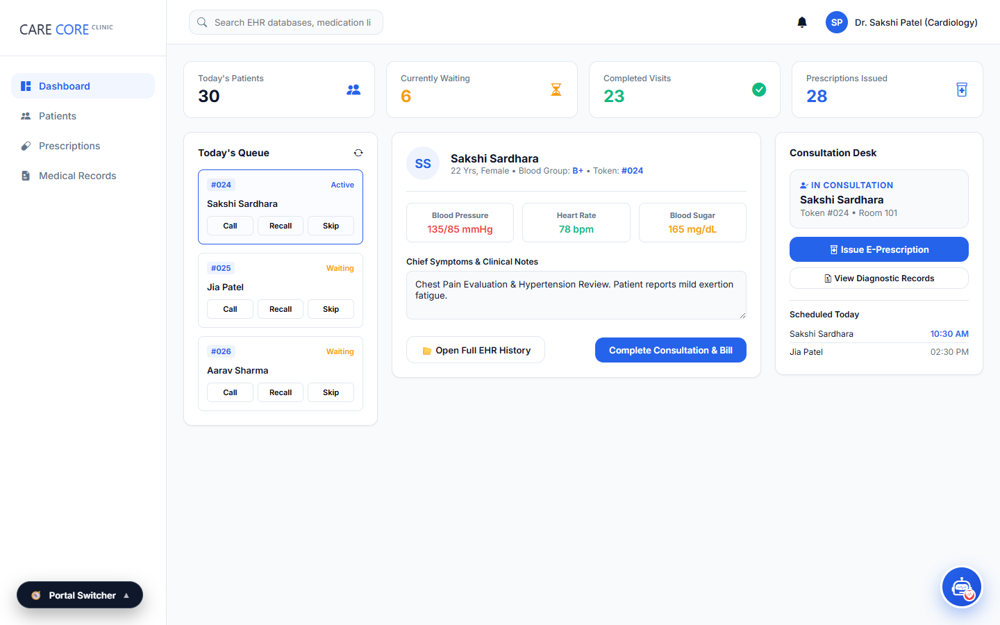 CARE CORE CLINIC
Dashboard
Patients
Prescriptions
Medical Records
Portal Switcher ▲
Search EHR databases, medication li
SP
Dr. Sakshi Patel (Cardiology)
Today's Patients
30
Currently Waiting
6
Completed Visits
23
Prescriptions Issued
28
Today's Queue
#024
Active
Sakshi Sardhara
Call
Recall
Skip
#025
Waiting
Jia Patel
Call
Recall
Skip
#026
Waiting
Aarav Sharma
Call
Recall
Skip
SS
Sakshi Sardhara
22 Yrs, Female • Blood Group: B+ • Token: #024
Blood Pressure
135/85 mmHg
Heart Rate
78 bpm
Blood Sugar
165 mg/dL
Chief Symptoms & Clinical Notes
Chest Pain Evaluation & Hypertension Review. Patient reports mild exertion
fatigue.
Open Full EHR History
Complete Consultation & Bill
Consultation Desk
IN CONSULTATION
Sakshi Sardhara
Token #024 • Room 101
Issue E-Prescription
View Diagnostic Records
Scheduled Today
Sakshi Sardhara
10:30 AM
Jia Patel
02:30 PM